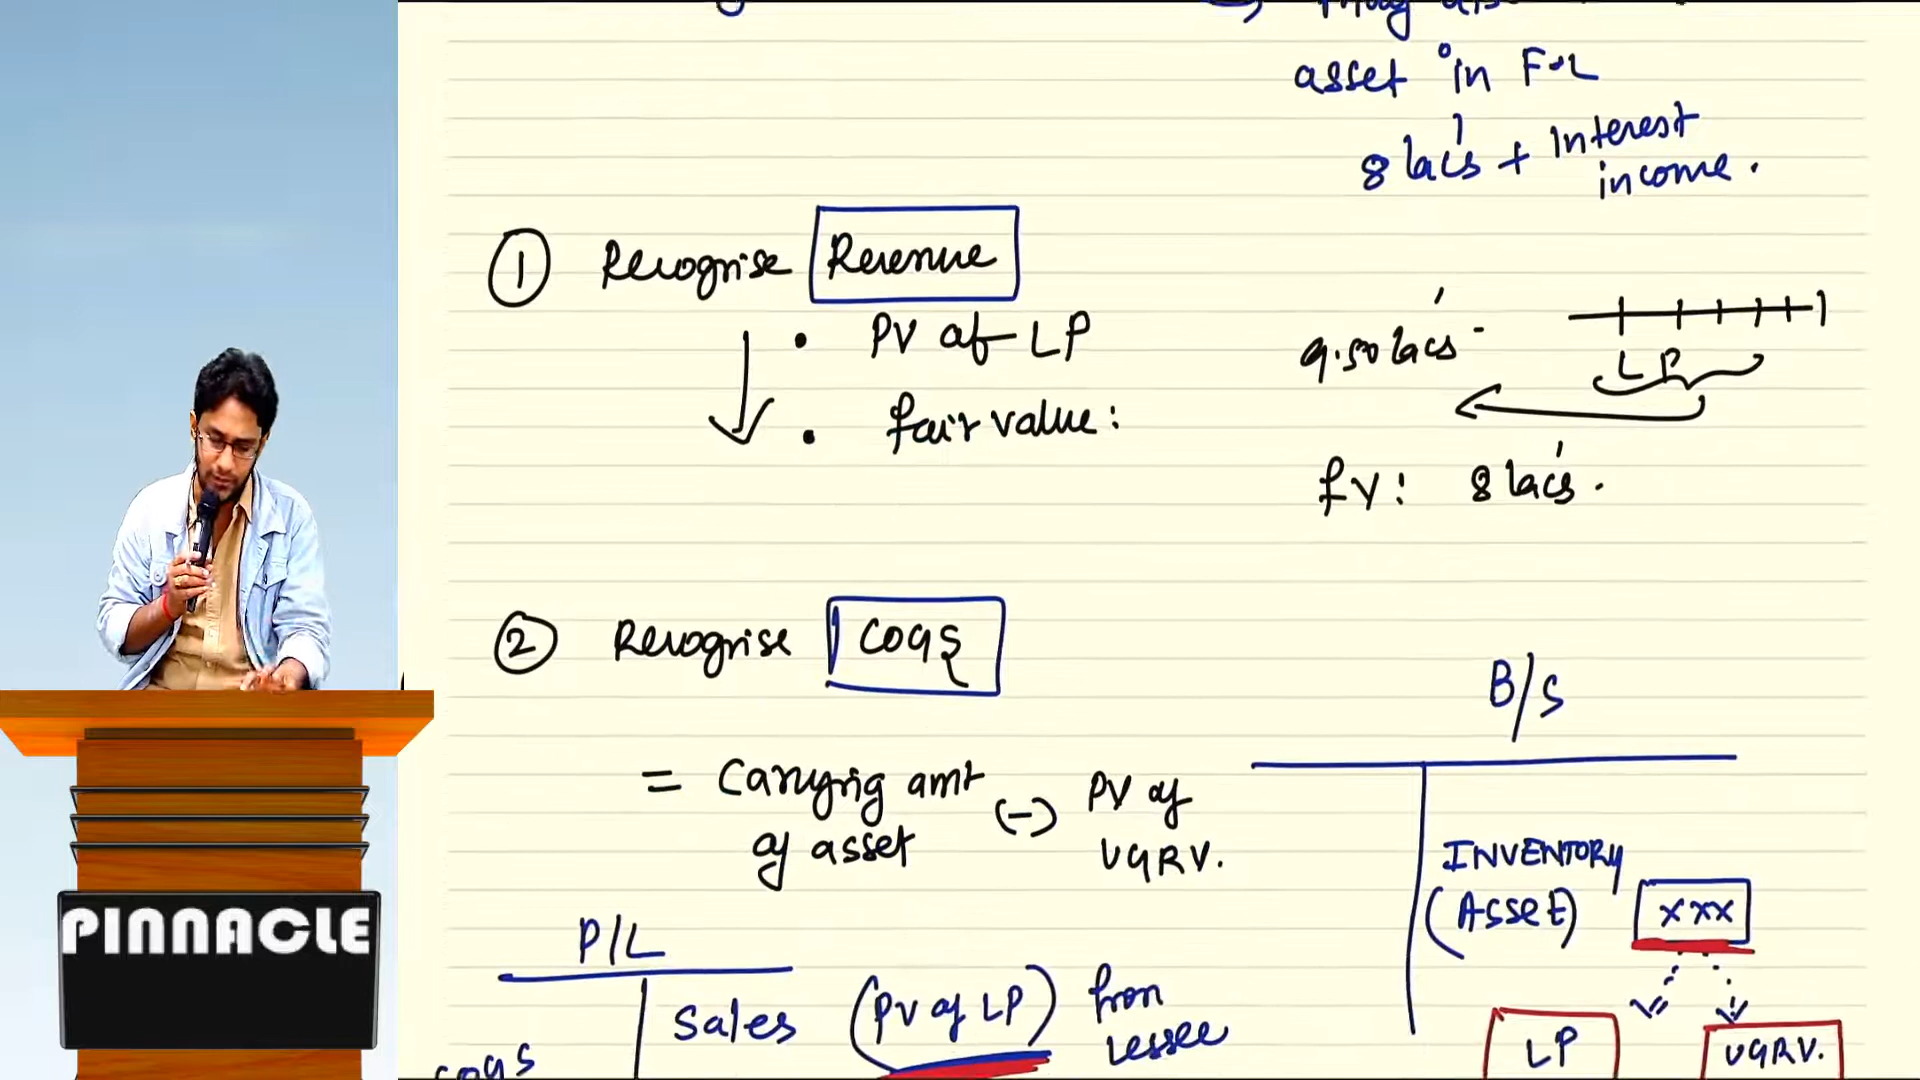 asset in F.L
8 lacs + Interest
income.
① Recognise Revenue
• PV of LP
• fair value:
9.50 lacs
LP
FV: 8 lacs.
② Recognise COGS
= Carrying amt
of asset
(-) PV of
UGRV.
B/S
INVENTORY
(Asset) xxx
LP UGRV.
P/L
Sales (PV of LP) from
lessee
COGS
PINNACLE